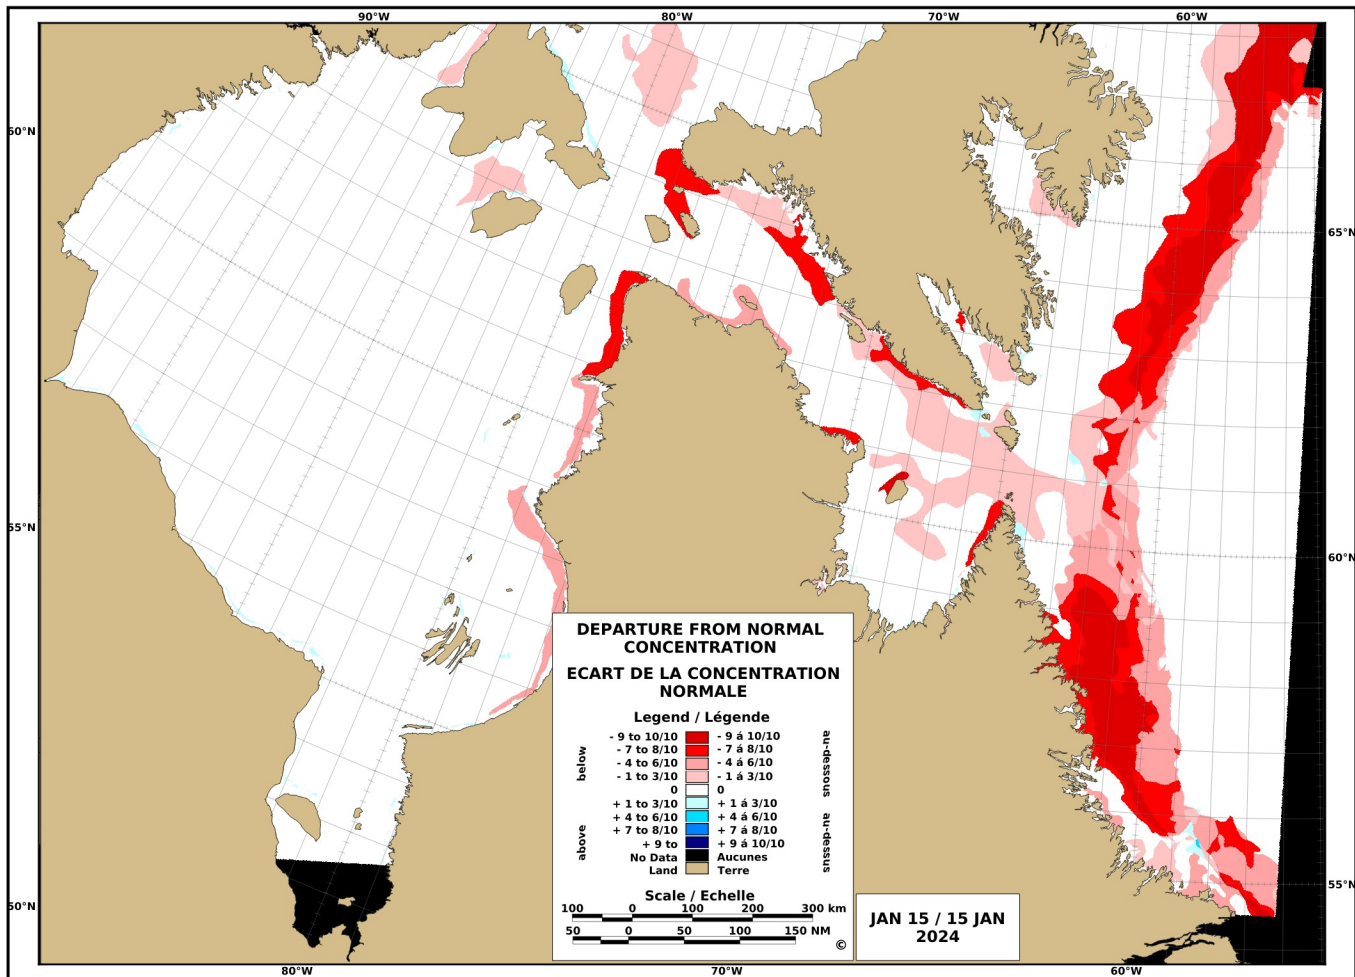 90°W 80°W 70°W 60°W
60°N
65°N
55°N
60°N
55°N
50°N
80°W 70°W 60°W
DEPARTURE FROM NORMAL
CONCENTRATION
ECART DE LA CONCENTRATION
NORMALE
Legend / Légende
- 9 to 10/10 - 9 á 10/10
- 7 to 8/10 - 7 á 8/10
- 4 to 6/10 - 4 á 6/10
- 1 to 3/10 - 1 á 3/10
0 0
+ 1 to 3/10 + 1 á 3/10
+ 4 to 6/10 + 4 á 6/10
+ 7 to 8/10 + 7 á 8/10
+ 9 to + 9 á 10/10
No Data Aucunes
Land Terre
below
above
au-dessous
au-dessus
Scale / Echelle
100 0 100 200 300 km
50 0 50 100 150 NM
©
JAN 15 / 15 JAN
2024